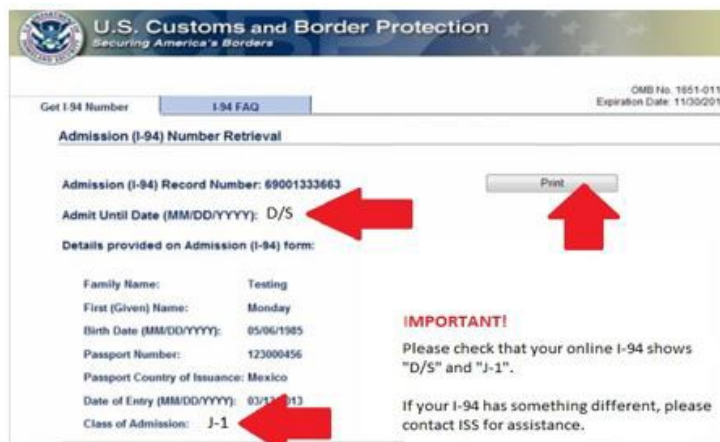 U.S. Customs and Border Protection
Securing America's Borders
OMB No. 1651-011
Expiration Date: 11/30/201
Get I-94 Number
I-94 FAQ
Admission (I-94) Number Retrieval
Admission (I-94) Record Number: 69001333663
Print
Admit Until Date (MM/DD/YYYY): D/S
Details provided on Admission (I-94) form:
Family Name: Testing
First (Given) Name: Monday
Birth Date (MM/DD/YYYY): 05/06/1985
Passport Number: 123000456
Passport Country of Issuance: Mexico
Date of Entry (MM/DD/YYYY):
Class of Admission: J-1
IMPORTANT!
Please check that your online I-94 shows
"D/S" and "J-1".
If your I-94 has something different, please
contact ISS for assistance.